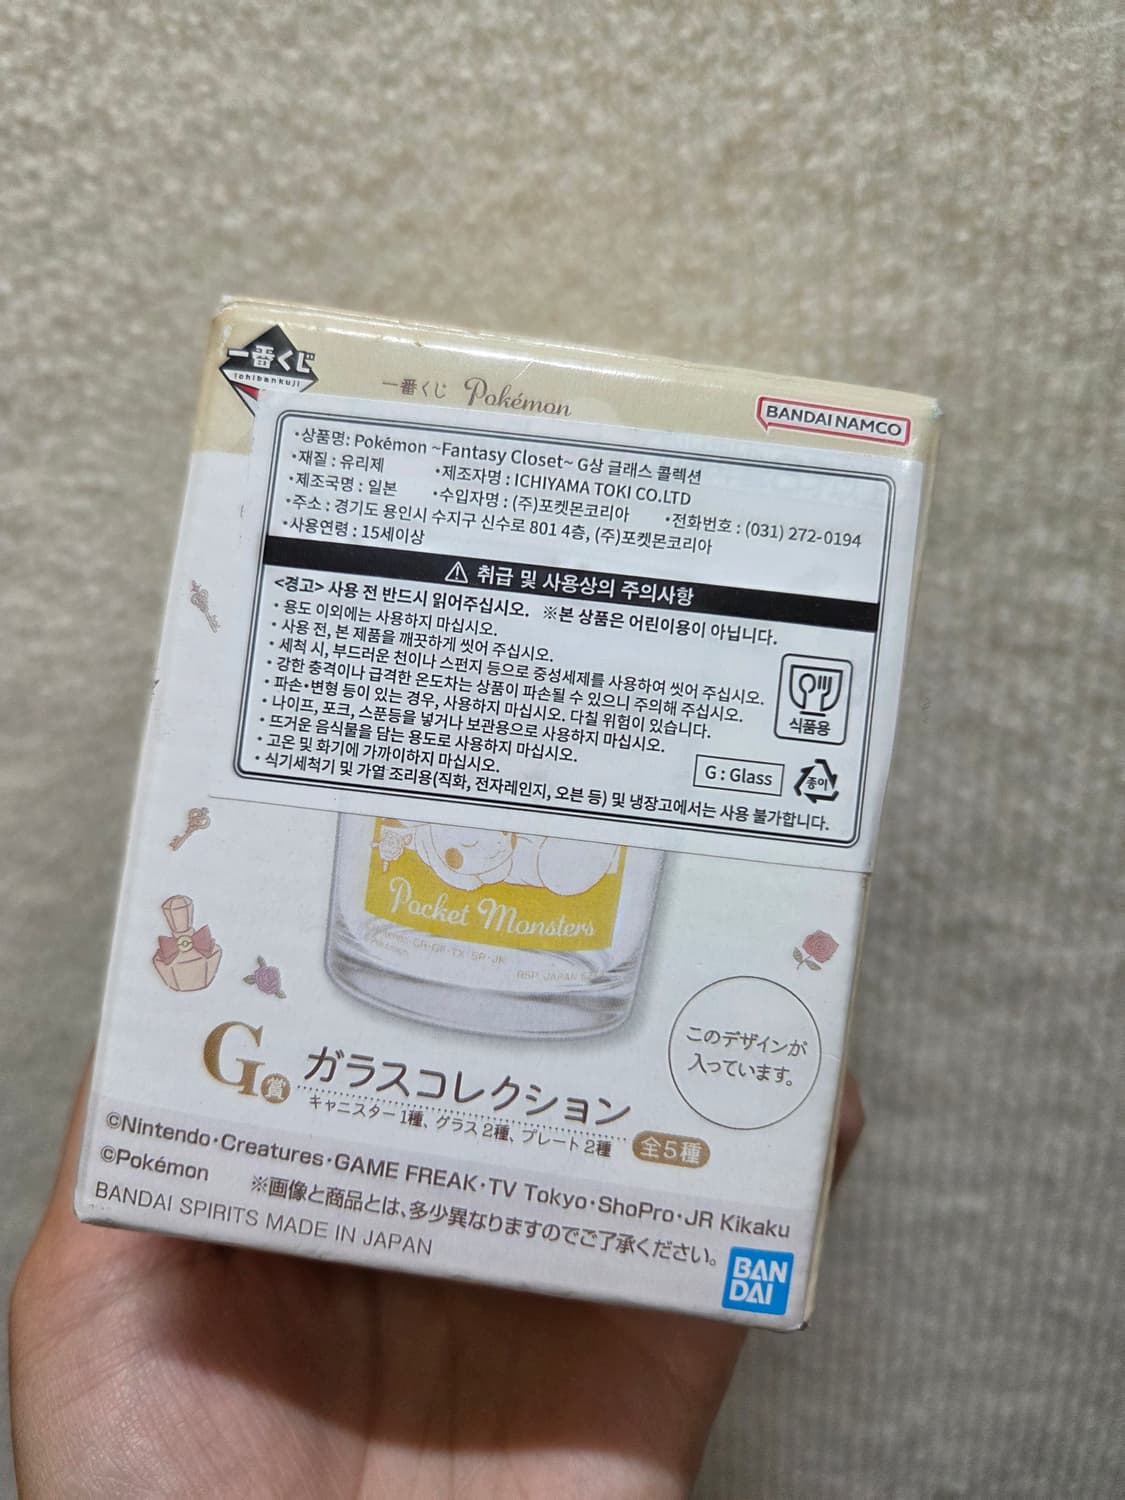 一番くじ
ichibankuji
一番くじ Pokémon
BANDAI NAMCO
•상품명: Pokémon ~Fantasy Closet~ G상 글래스 콜렉션
•재질 : 유리제 •제조자명 : ICHIYAMA TOKI CO.LTD
•제조국명 : 일본 •수입자명 : (주)포켓몬코리아 •전화번호 : (031) 272-0194
•주소 : 경기도 용인시 수지구 신수로 801 4층, (주)포켓몬코리아
•사용연령 : 15세이상
⚠ 취급 및 사용상의 주의사항
<경고> 사용 전 반드시 읽어주십시오. ※본 상품은 어린이용이 아닙니다.
• 용도 이외에는 사용하지 마십시오.
• 사용 전, 본 제품을 깨끗하게 씻어 주십시오.
• 세척 시, 부드러운 천이나 스펀지 등으로 중성세제를 사용하여 씻어 주십시오.
• 강한 충격이나 급격한 온도차는 상품이 파손될 수 있으니 주의해 주십시오.
• 파손•변형 등이 있는 경우, 사용하지 마십시오. 다칠 위험이 있습니다.
• 나이프, 포크, 스푼등을 넣거나 보관용으로 사용하지 마십시오.
• 뜨거운 음식물을 담는 용도로 사용하지 마십시오.
• 고온 및 화기에 가까이하지 마십시오.
• 식기세척기 및 가열 조리용(직화, 전자레인지, 오븐 등) 및 냉장고에서는 사용 불가합니다.
식품용
G : Glass
종이
Pocket Monsters
このデザインが
入っています。
G賞 ガラスコレクション
キャニスター1種、グラス2種、プレート2種 全5種
©Nintendo・Creatures・GAME FREAK・TV Tokyo・ShoPro・JR Kikaku
©Pokémon ※画像と商品とは、多少異なりますのでご了承ください。
BANDAI SPIRITS MADE IN JAPAN
BAN
DAI